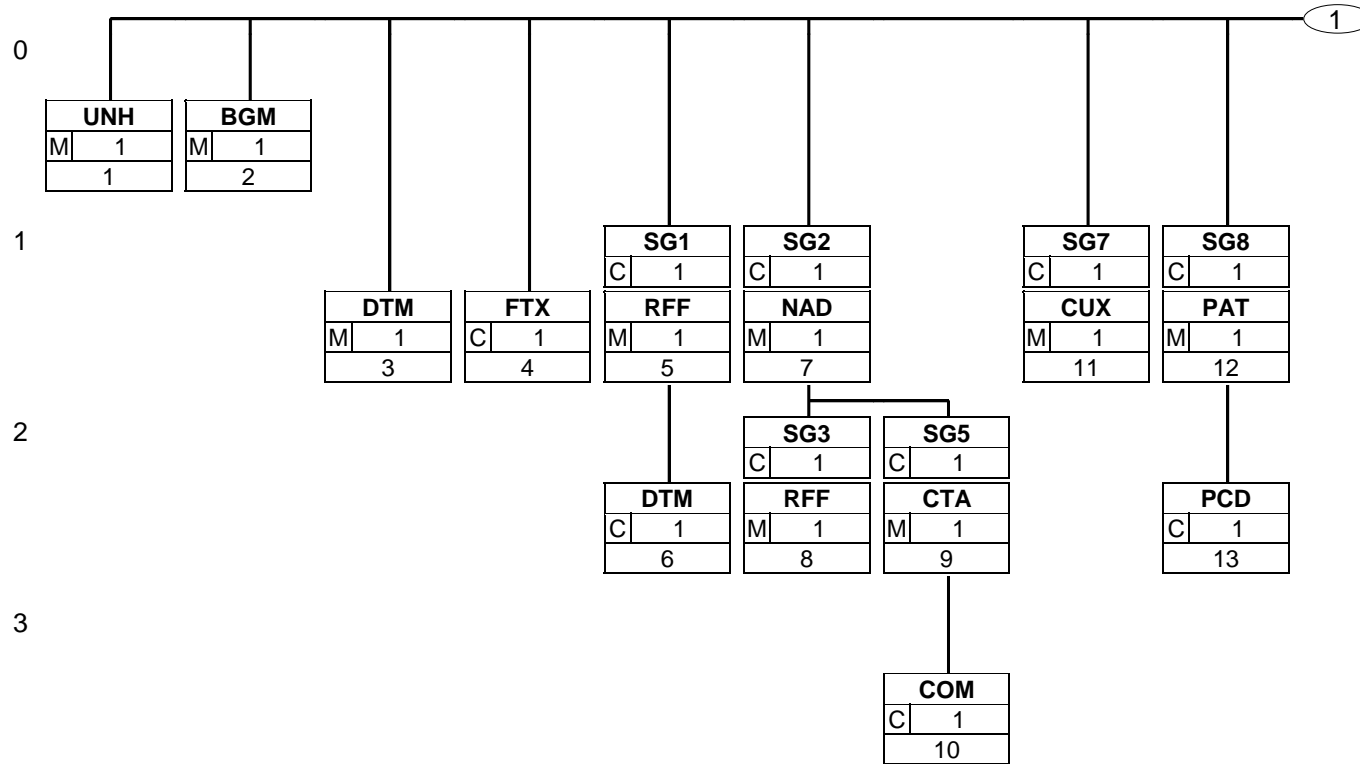 1
0
UNH BGM
M 1 M 1
1 2
1 SG1 SG2 SG7 SG8
C 1 C 1 C 1 C 1
DTM FTX RFF NAD CUX PAT
M 1 C 1 M 1 M 1 M 1 M 1
3 4 5 7 11 12
2 SG3 SG5
C 1 C 1
DTM RFF CTA PCD
C 1 M 1 M 1 C 1
6 8 9 13
3
COM
C 1
10